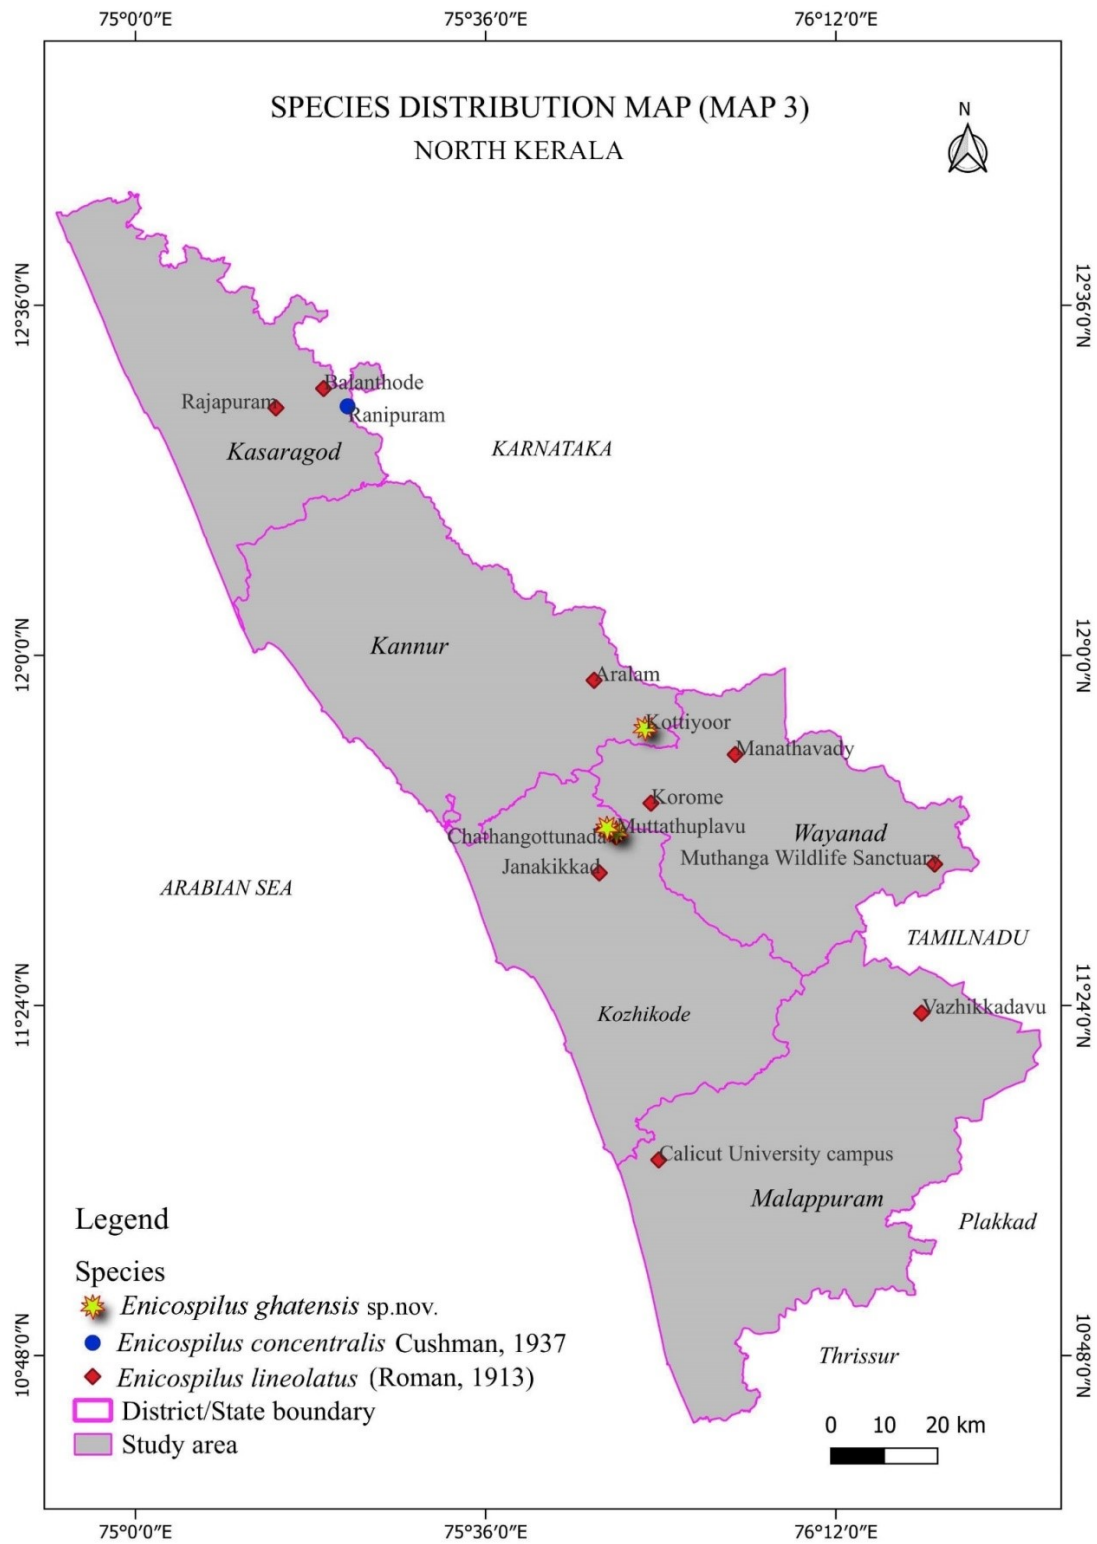 75°0′0″E 75°36′0″E 76°12′0″E
SPECIES DISTRIBUTION MAP (MAP 3)
NORTH KERALA
N
12°36′0″N 12°36′0″N
Balanthode
Rajapuram
Ranipuram
Kasaragod
KARNATAKA
Kannur
12°0′0″N 12°0′0″N
Aralam
Kottiyoor
Manathavady
Korome
Muttathuplavu
Chathangottunada
Wayanad
Muthanga Wildlife Sanctuary
Janakikkad
ARABIAN SEA
TAMILNADU
11°24′0″N 11°24′0″N
Vazhikkadavu
Kozhikode
Calicut University campus
Malappuram
Plakkad
Legend
Species
Enicospilus ghatensis sp.nov.
Enicospilus concentralis Cushman, 1937
Enicospilus lineolatus (Roman, 1913)
District/State boundary
Study area
10°48′0″N 10°48′0″N
Thrissur
0 10 20 km
75°0′0″E 75°36′0″E 76°12′0″E